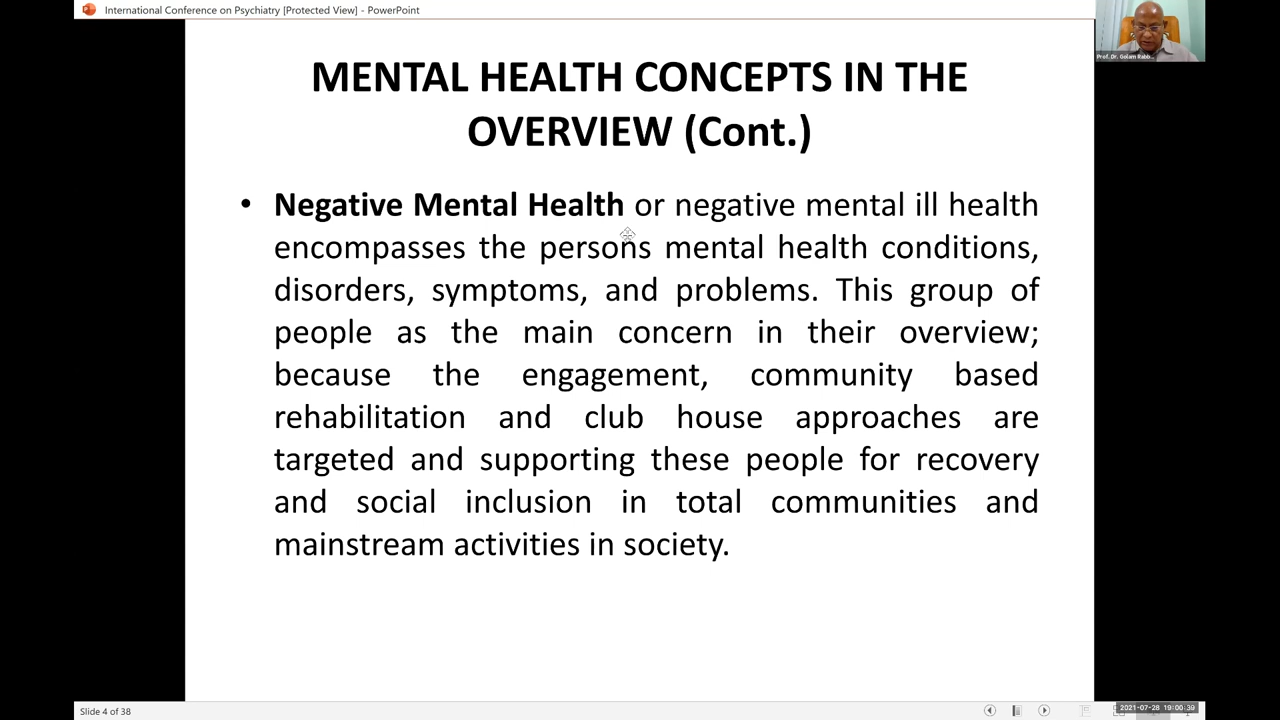 International Conference on Psychiatry [Protected View] - PowerPoint
Prof. Dr. Golam Rabb...
MENTAL HEALTH CONCEPTS IN THE
OVERVIEW (Cont.)
• Negative Mental Health or negative mental ill health
encompasses the persons mental health conditions,
disorders, symptoms, and problems. This group of
people as the main concern in their overview;
because the engagement, community based
rehabilitation and club house approaches are
targeted and supporting these people for recovery
and social inclusion in total communities and
mainstream activities in society.
Slide 4 of 38
2021-07-28 19:00:39